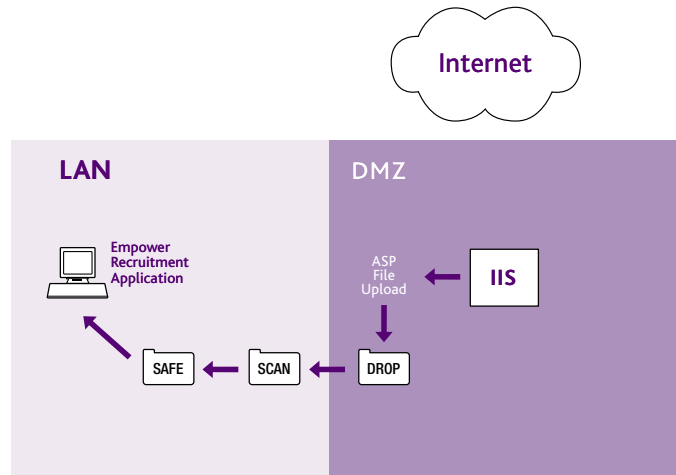 Internet
LAN
DMZ
Empower
Recruitment
Application
ASP
File
Upload
IIS
SAFE
SCAN
DROP